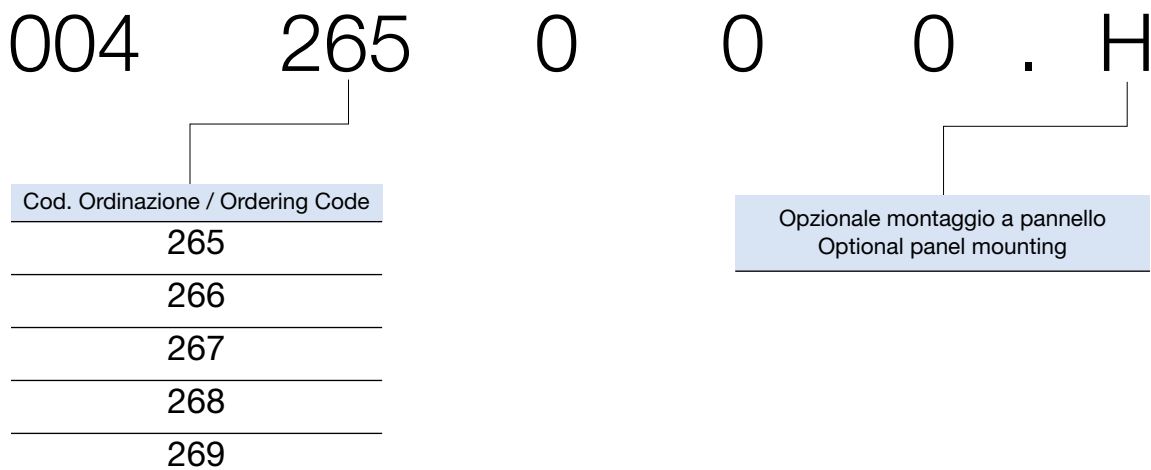 004 265 0 0 0 . H
Cod. Ordinazione / Ordering Code
265
266
267
268
269
Opzionale montaggio a pannello
Optional panel mounting